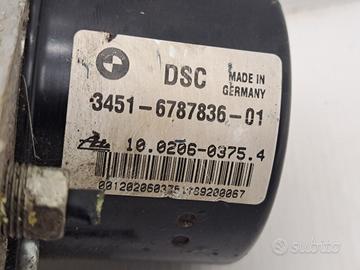 DSC MADE IN
GERMANY
3451-6787836-01
10.0206-0375.4
subito